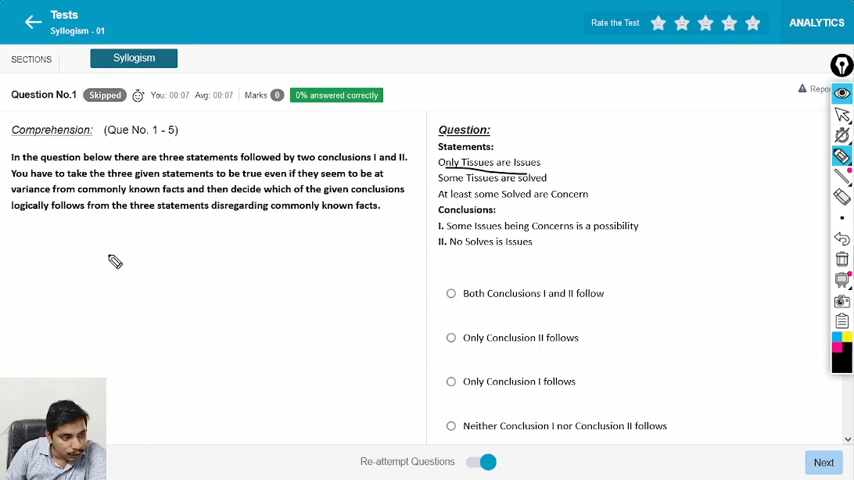 Tests
Syllogism - 01
Rate the Test
ANALYTICS
SECTIONS
Syllogism
Question No.1
Skipped
You: 00:07
Avg: 00:07
Marks
0
0% answered correctly
Repor
Comprehension: (Que No. 1 - 5)
In the question below there are three statements followed by two conclusions I and II.
You have to take the three given statements to be true even if they seem to be at
variance from commonly known facts and then decide which of the given conclusions
logically follows from the three statements disregarding commonly known facts.
Question:
Statements:
Only Tissues are Issues
Some Tissues are solved
At least some Solved are Concern
Conclusions:
I. Some Issues being Concerns is a possibility
II. No Solves is Issues
Both Conclusions I and II follow
Only Conclusion II follows
Only Conclusion I follows
Neither Conclusion I nor Conclusion II follows
Re-attempt Questions
Next